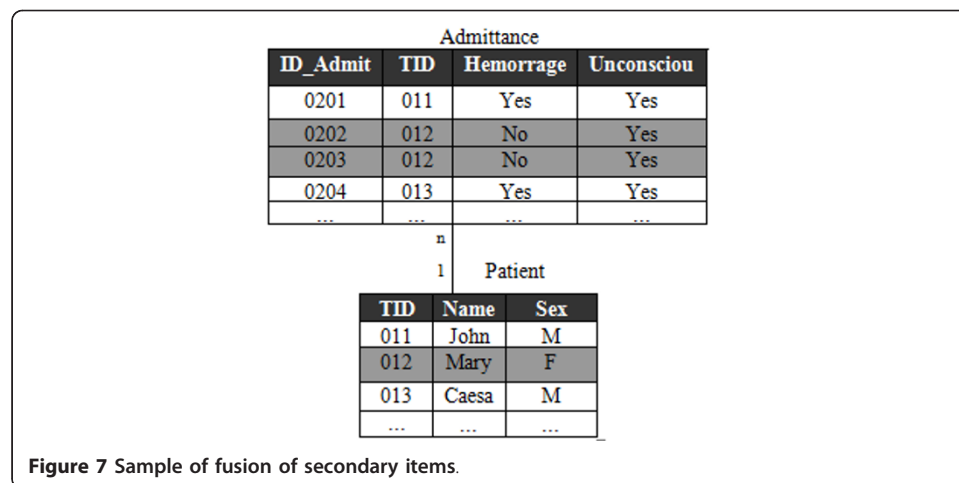 Admittance
ID_Admit TID Hemorrage Unconsciou
0201 011 Yes Yes
0202 012 No Yes
0203 012 No Yes
0204 013 Yes Yes
... ... ... ...
n
1 Patient
TID Name Sex
011 John M
012 Mary F
013 Caesa M
... ... ...
Figure 7 Sample of fusion of secondary items.